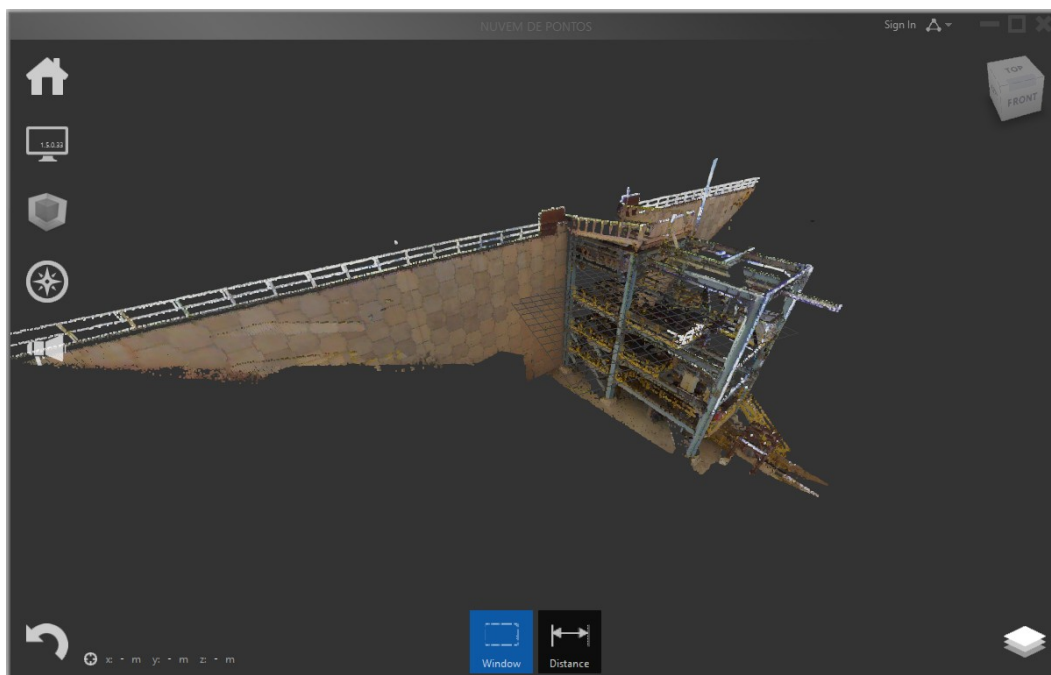 NUVEM DE PONTOS
Sign In
TOP
FRONT
1.5.0.33
x: - m y: - m z: - m
Window
Distance